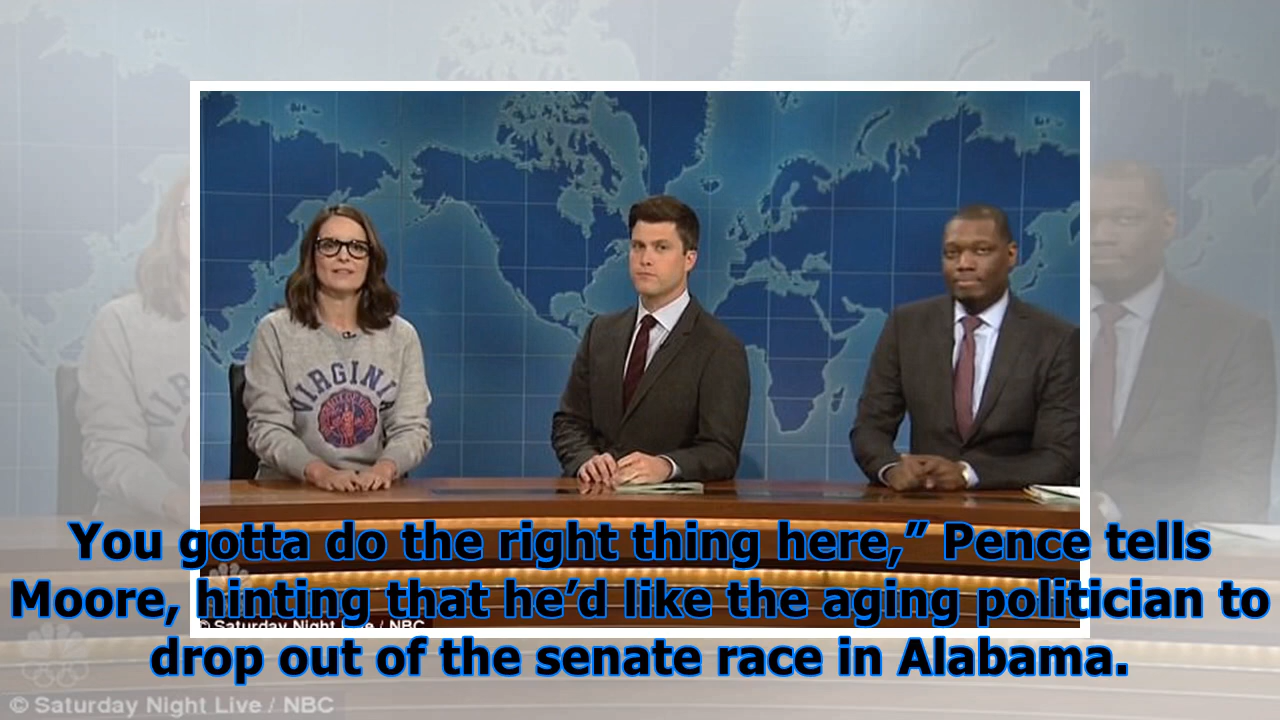 VIRGINIA
You gotta do the right thing here,” Pence tells
Moore, hinting that he’d like the aging politician to
drop out of the senate race in Alabama.
© Saturday Night Live / NBC
© Saturday Night Live / NBC